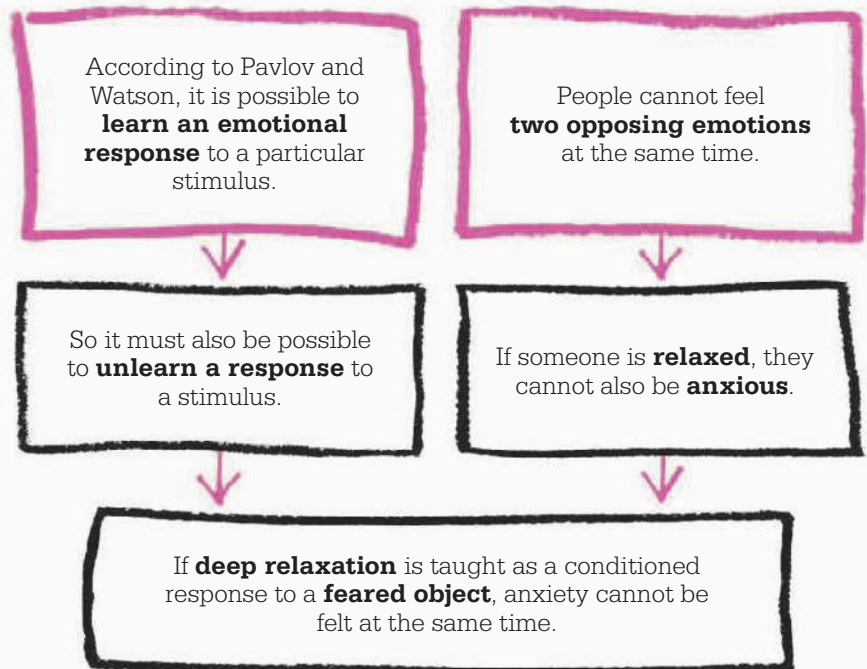 According to Pavlov and
Watson, it is possible to
learn an emotional
response to a particular
stimulus.
People cannot feel
two opposing emotions
at the same time.
So it must also be possible
to unlearn a response to
a stimulus.
If someone is relaxed, they
cannot also be anxious.
If deep relaxation is taught as a conditioned
response to a feared object, anxiety cannot be
felt at the same time.